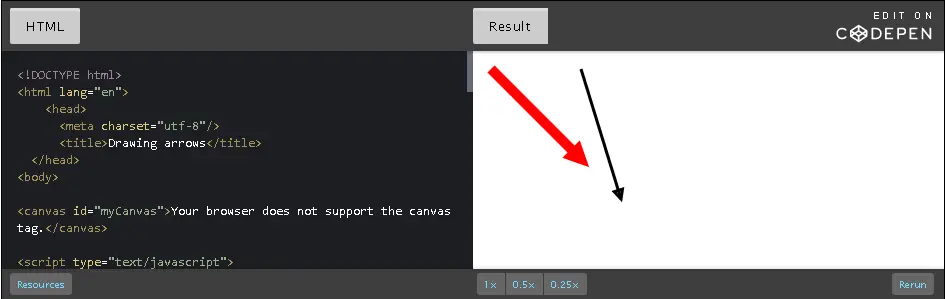 HTML
Result
EDIT ON
CODEPEN
<!DOCTYPE html>
<html lang="en">
<head>
<meta charset="utf-8"/>
<title>Drawing arrows</title>
</head>
<body>
<canvas id="myCanvas">Your browser does not support the canvas
tag.</canvas>
<script type="text/javascript">
Resources
1× 0.5× 0.25×
Rerun